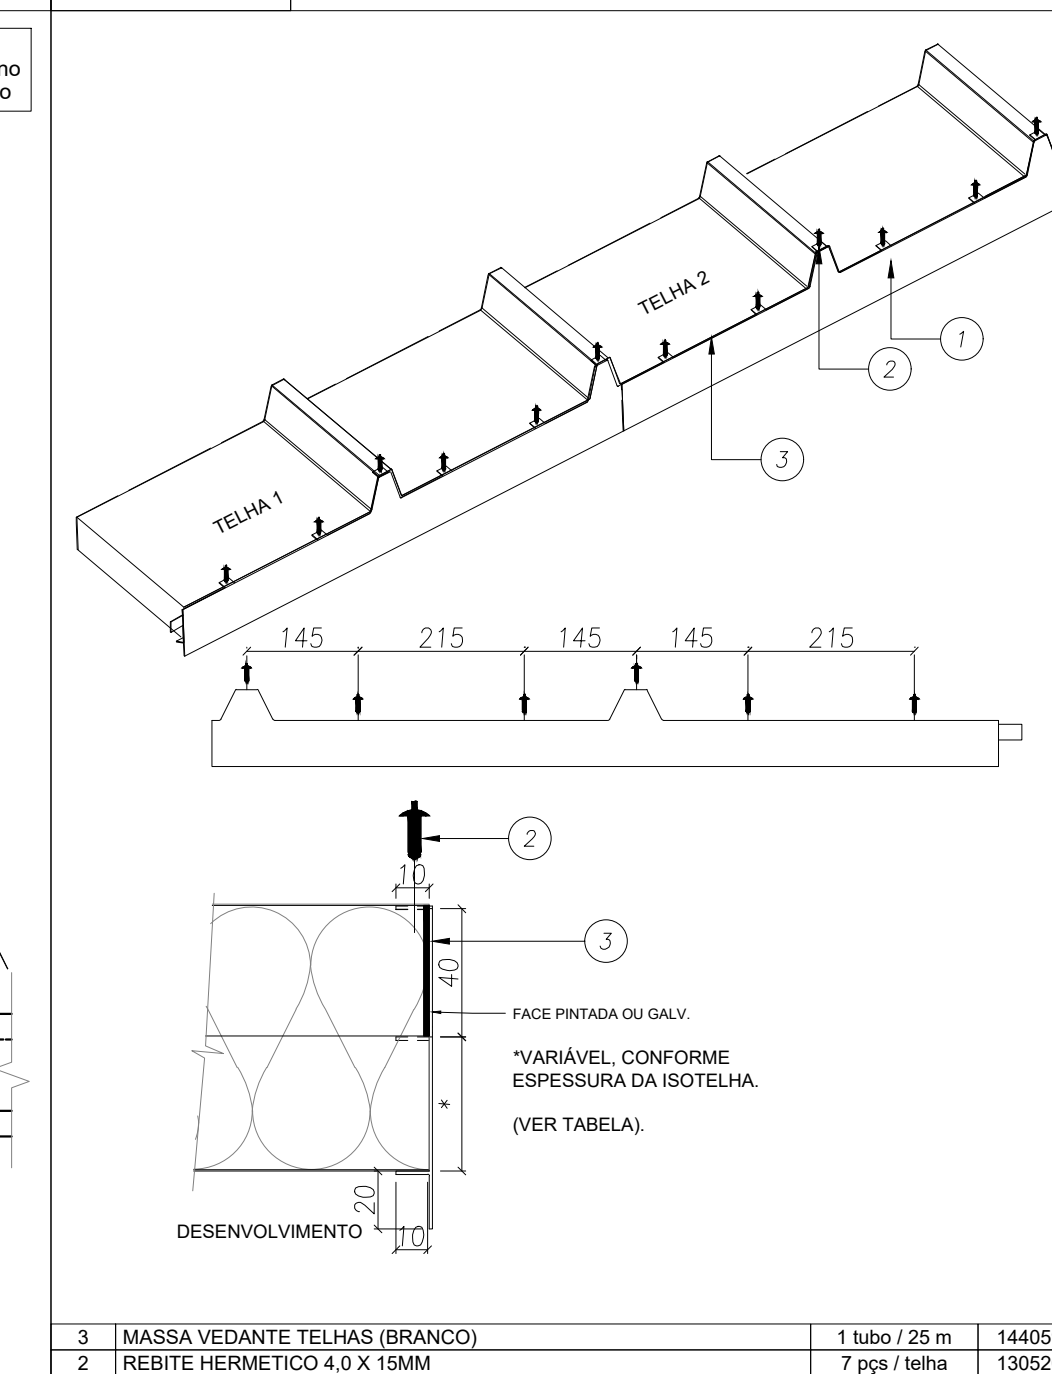 no
o
TELHA 2
1
2
3
TELHA 1
145 215 145 145 215
2
10
3
40
FACE PINTADA OU GALV.
*VARIÁVEL, CONFORME
ESPESSURA DA ISOTELHA.
*
(VER TABELA).
20
DESENVOLVIMENTO
10
3 MASSA VEDANTE TELHAS (BRANCO) 1 tubo / 25 m 14405
2 REBITE HERMETICO 4,0 X 15MM 7 pçs / telha 13052